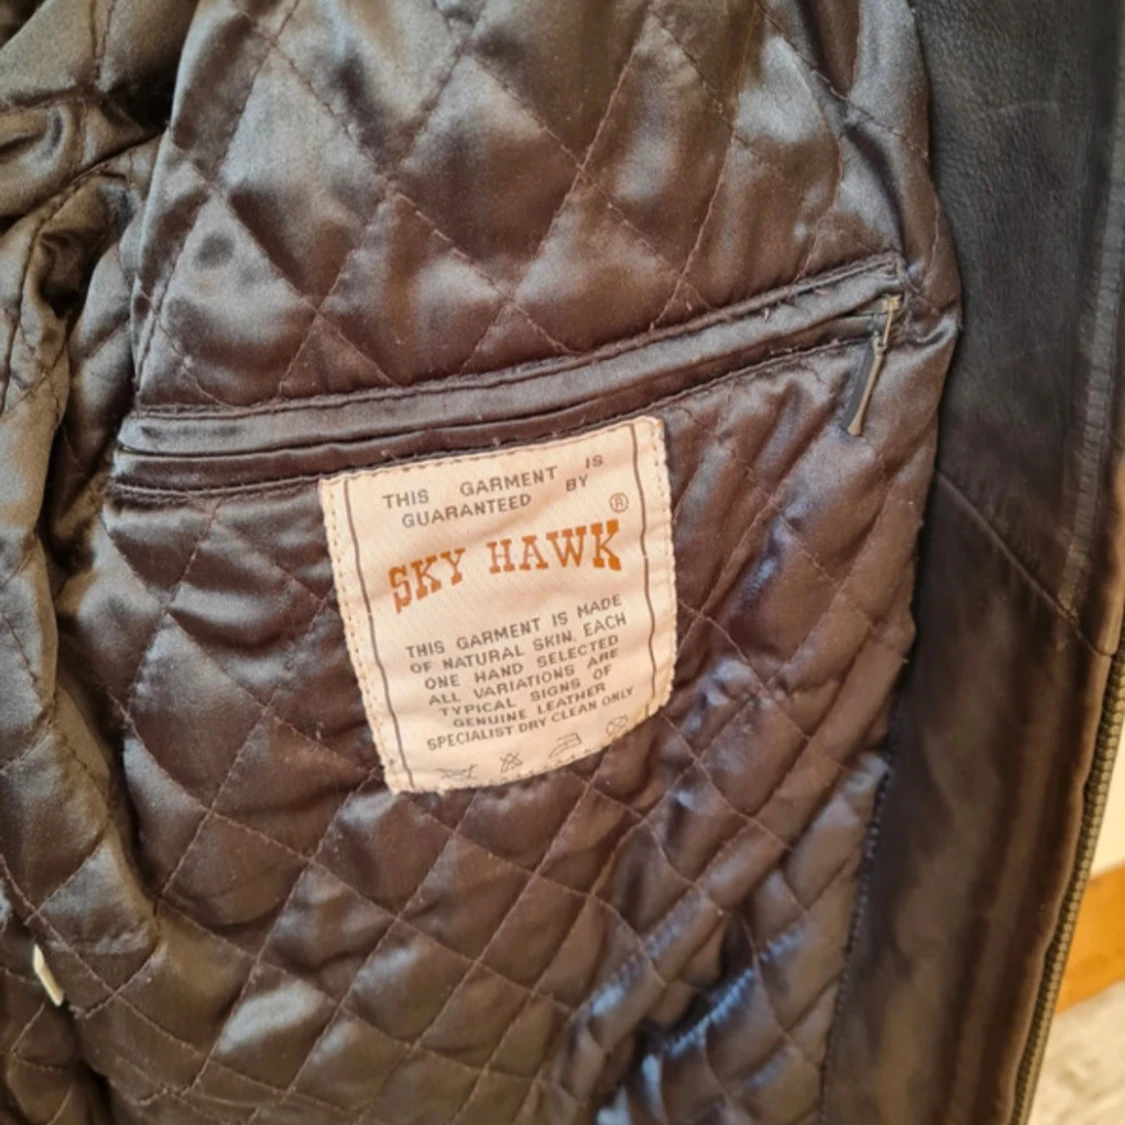 THIS GARMENT IS
GUARANTEED BY
®
SKY HAWK
THIS GARMENT IS MADE
OF NATURAL SKIN. EACH
ONE HAND SELECTED
ALL VARIATIONS ARE
TYPICAL SIGNS OF
GENUINE LEATHER
SPECIALIST DRY CLEAN ONLY